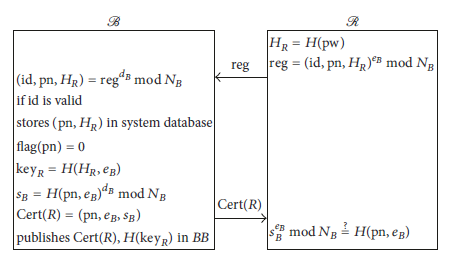 ℬ
ℛ
H_R = H(pw)
reg
reg = (id, pn, H_R)^{e_B} mod N_B
(id, pn, H_R) = reg^{d_B} mod N_B
if id is valid
stores (pn, H_R) in system database
flag(pn) = 0
key_R = H(H_R, e_B)
s_B = H(pn, e_B)^{d_B} mod N_B
Cert(R) = (pn, e_B, s_B)
Cert(R)
publishes Cert(R), H(key_R) in BB
s_B^{e_B} mod N_B ≟ H(pn, e_B)